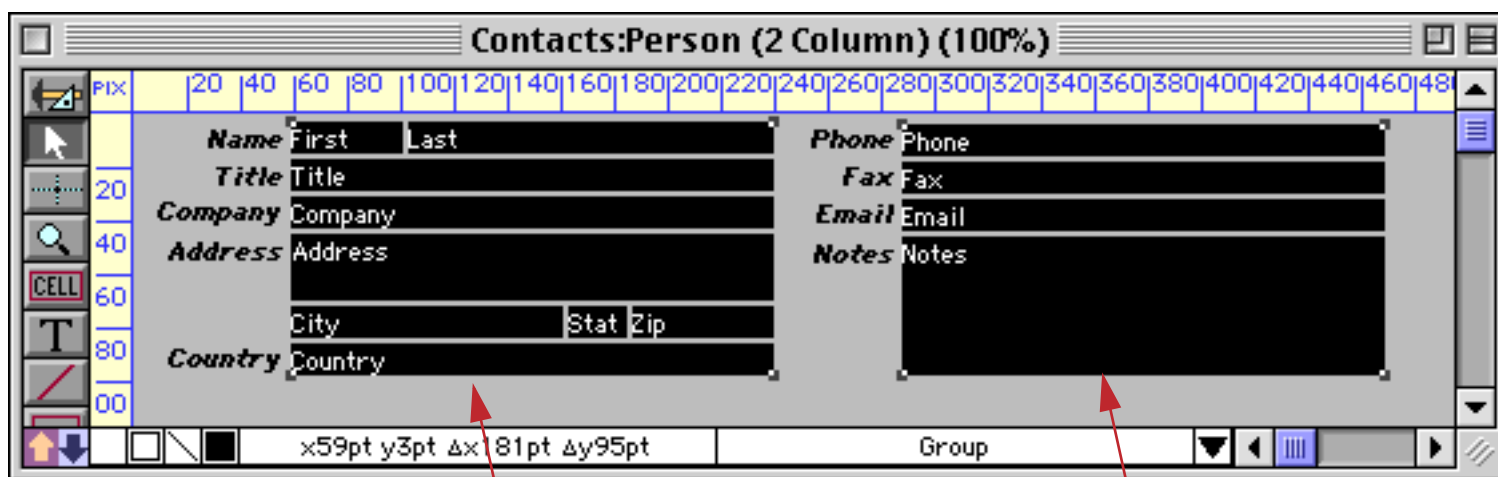 Contacts:Person (2 Column) (100%)
PIX 20 40 60 80 100 120 140 160 180 200 220 240 260 280 300 320 340 360 380 400 420 440 460 48
Name First Last Phone Phone
20 Title Title Fax Fax
Company Company Email Email
40 Address Address Notes Notes
CELL
60
City Stat Zip
T
80 Country Country
00
x59pt y3pt Δx181pt Δy95pt Group